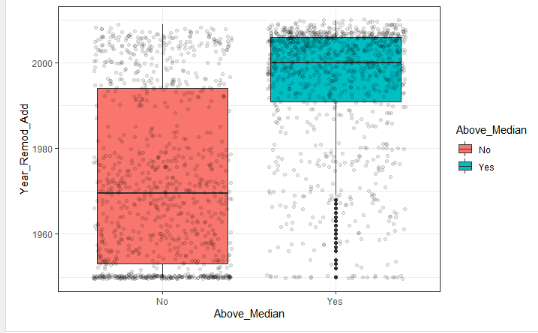 Year_Remod_Add
2000
1980
1960
No
Yes
Above_Median
Above_Median
No
Yes